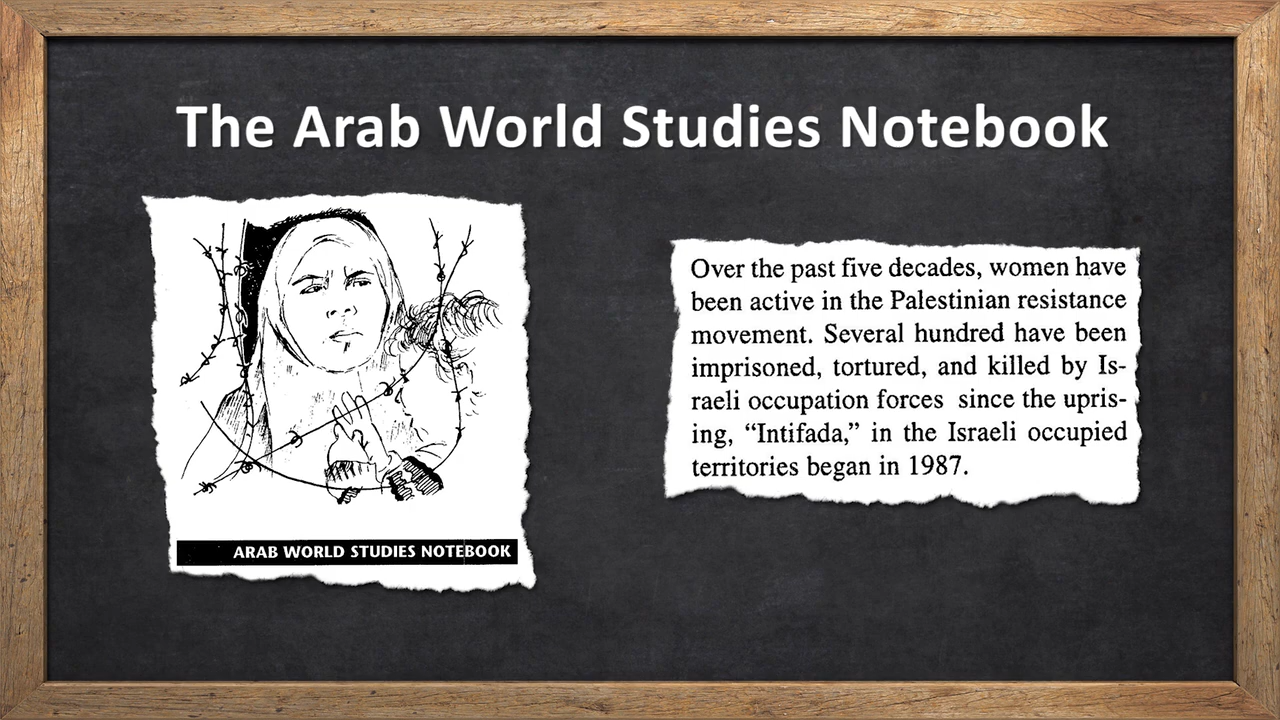 The Arab World Studies Notebook
ARAB WORLD STUDIES NOTEBOOK
Over the past five decades, women have
been active in the Palestinian resistance
movement. Several hundred have been
imprisoned, tortured, and killed by Is-
raeli occupation forces since the upris-
ing, “Intifada,” in the Israeli occupied
territories began in 1987.